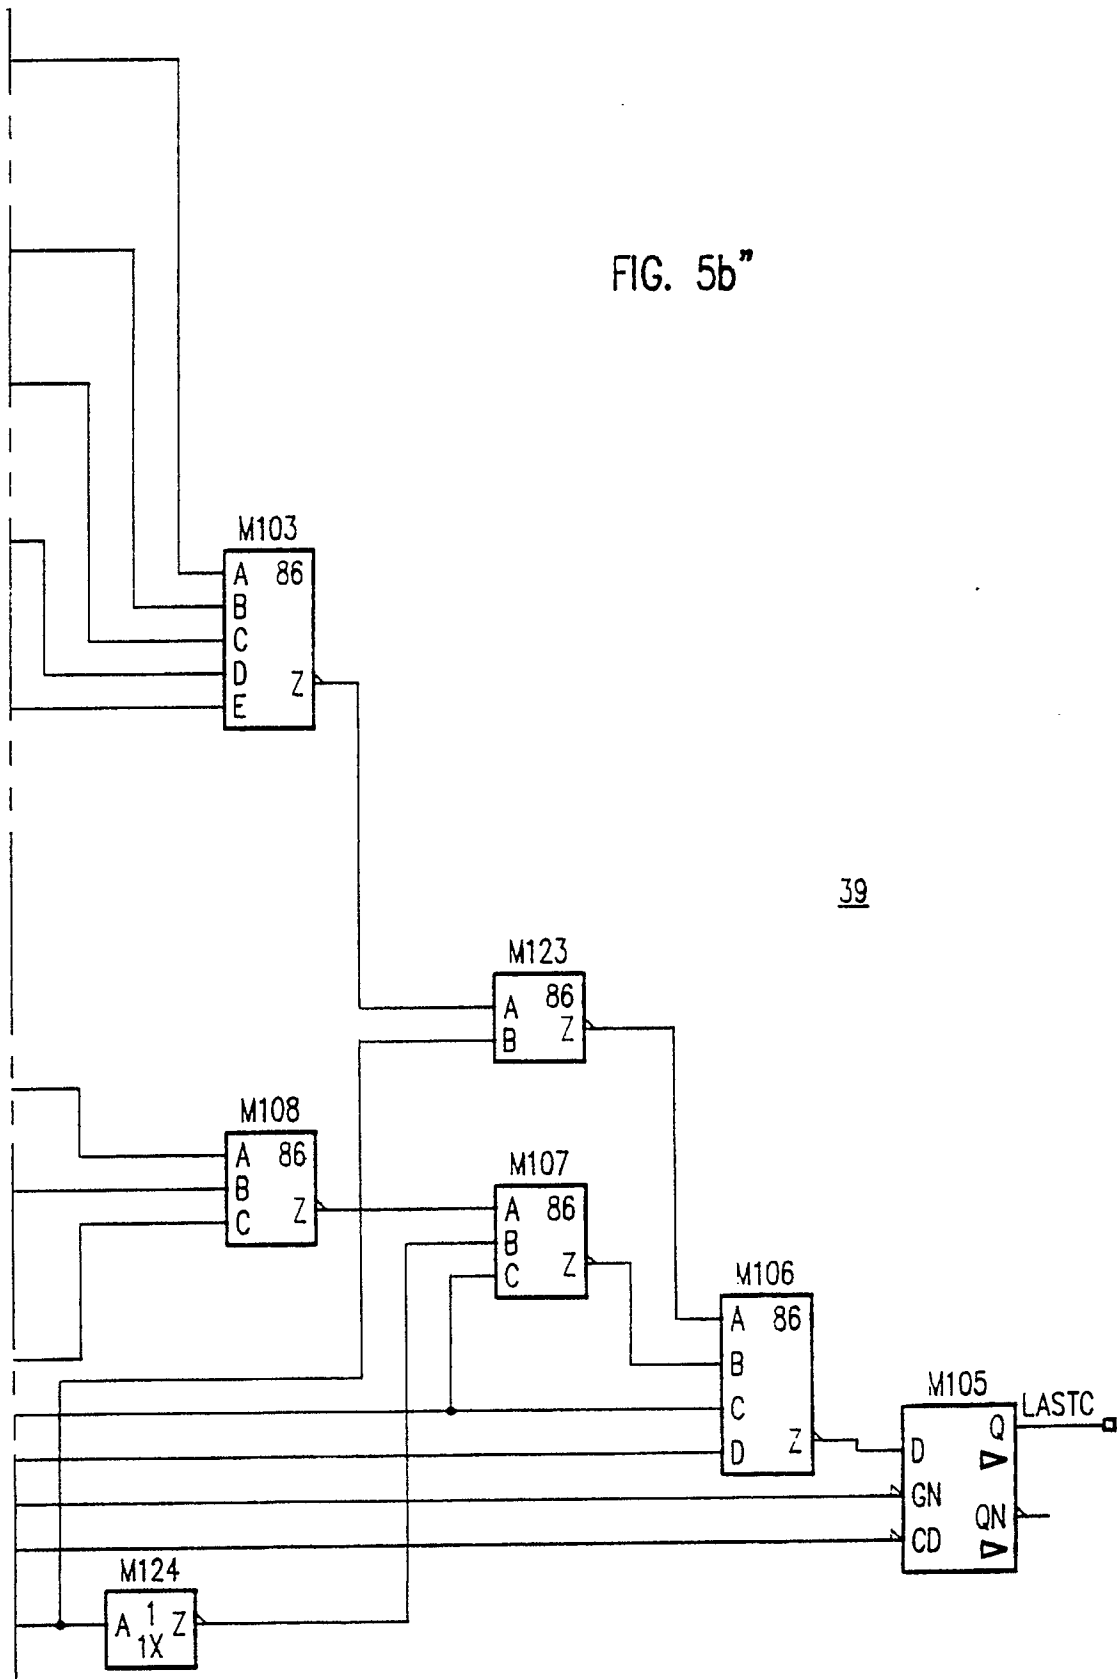 FIG. 5b"
M103
A 86
B
C
D Z
E
39
M123
A 86
B Z
M108
A 86
B
C Z
M107
A 86
B
C Z
M106
A 86
B
C
D Z
M105
LASTC
D Q
GN
QN
CD
M124
A 1 Z
1X